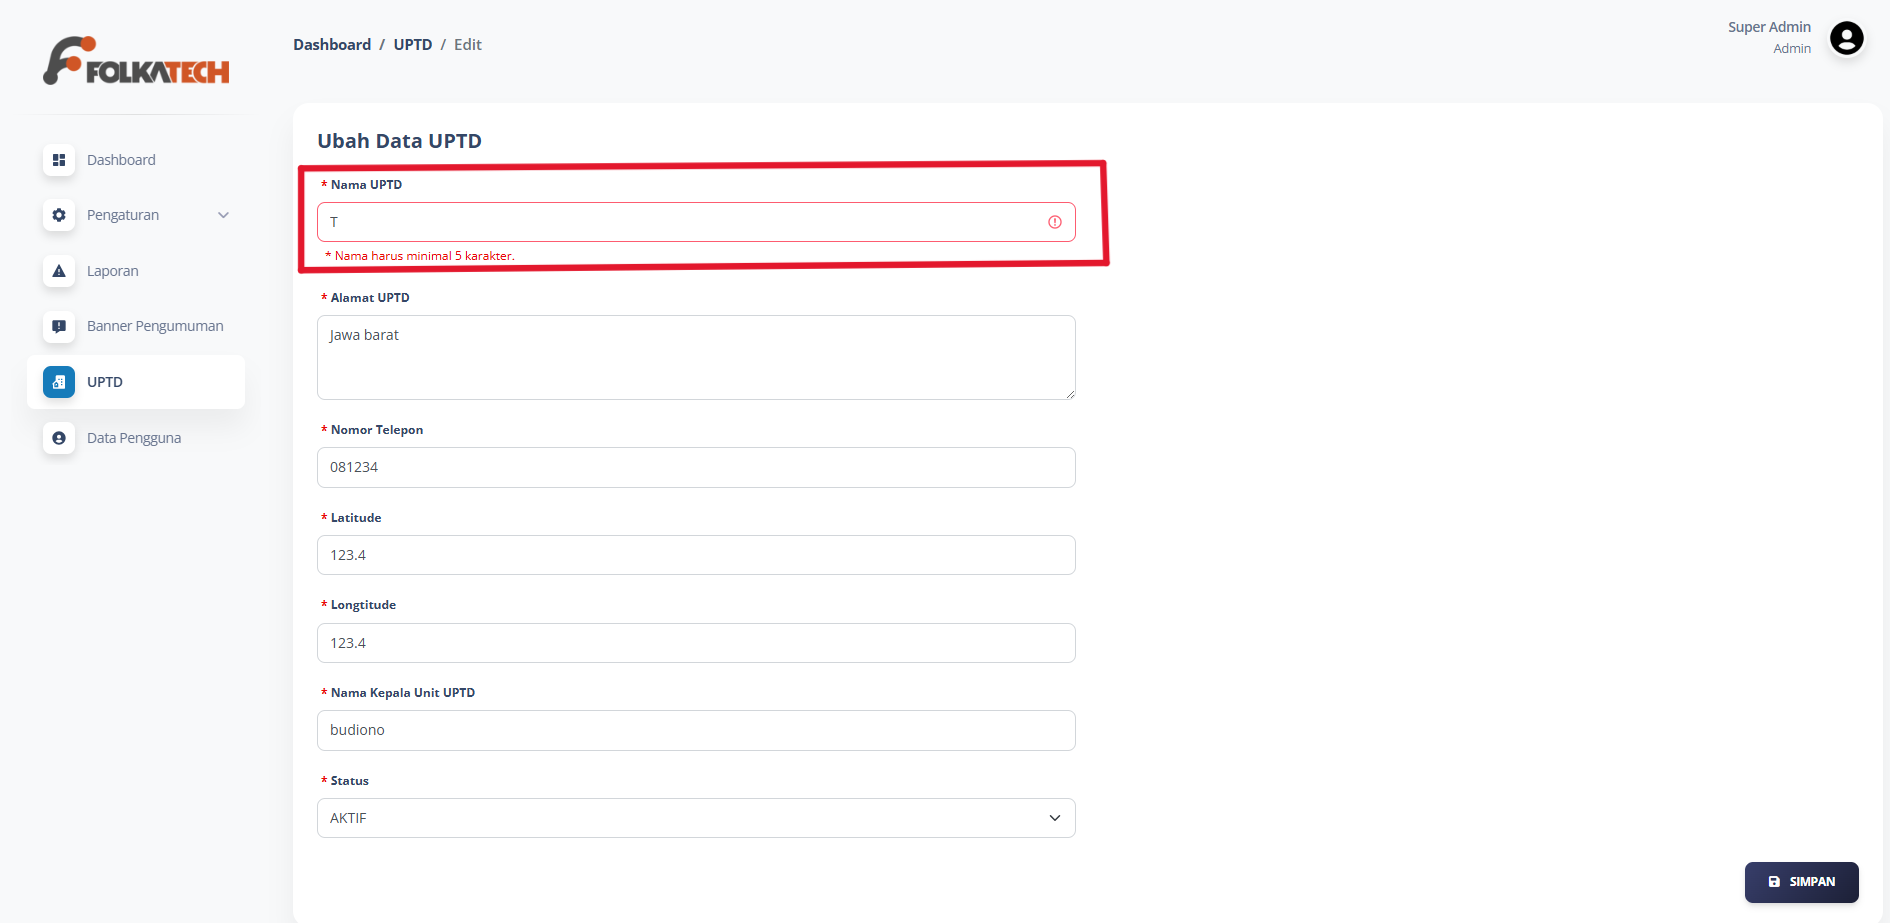 FOLKATECH
Dashboard / UPTD / Edit
Super Admin
Admin
Dashboard
Pengaturan
Laporan
Banner Pengumuman
UPTD
Data Pengguna
Ubah Data UPTD
* Nama UPTD
T
* Nama harus minimal 5 karakter.
* Alamat UPTD
Jawa barat
* Nomor Telepon
081234
* Latitude
123.4
* Longtitude
123.4
* Nama Kepala Unit UPTD
budiono
* Status
AKTIF
SIMPAN